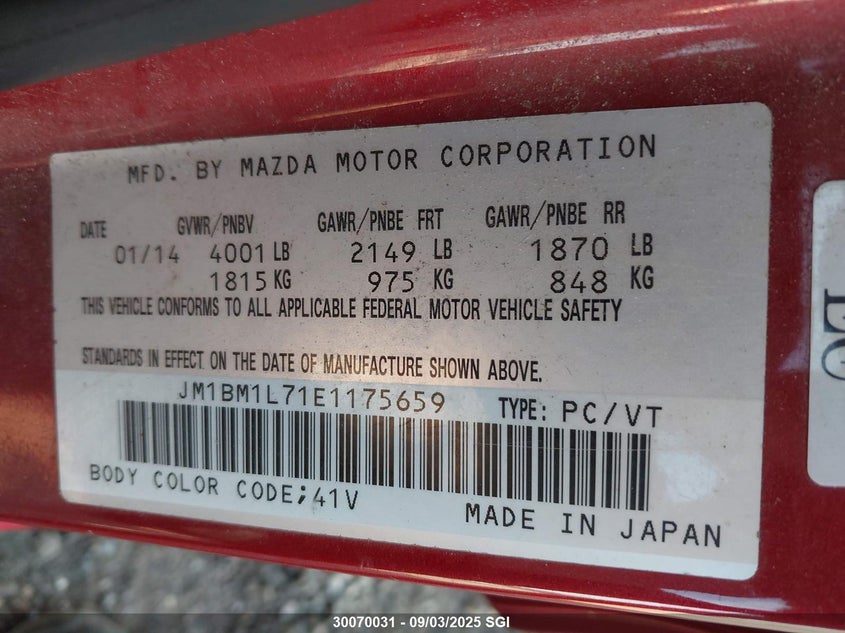 MFD. BY MAZDA MOTOR CORPORATION
DATE GVWR/PNBV GAWR/PNBE FRT GAWR/PNBE RR
01/14 4001 LB 2149 LB 1870 LB
1815 KG 975 KG 848 KG
THIS VEHICLE CONFORMS TO ALL APPLICABLE FEDERAL MOTOR VEHICLE SAFETY
STANDARDS IN EFFECT ON THE DATE OF MANUFACTURE SHOWN ABOVE.
JM1BM1L71E1175659 TYPE: PC/VT
BODY COLOR CODE;41V
MADE IN JAPAN
30070031 - 09/03/2025 SGI